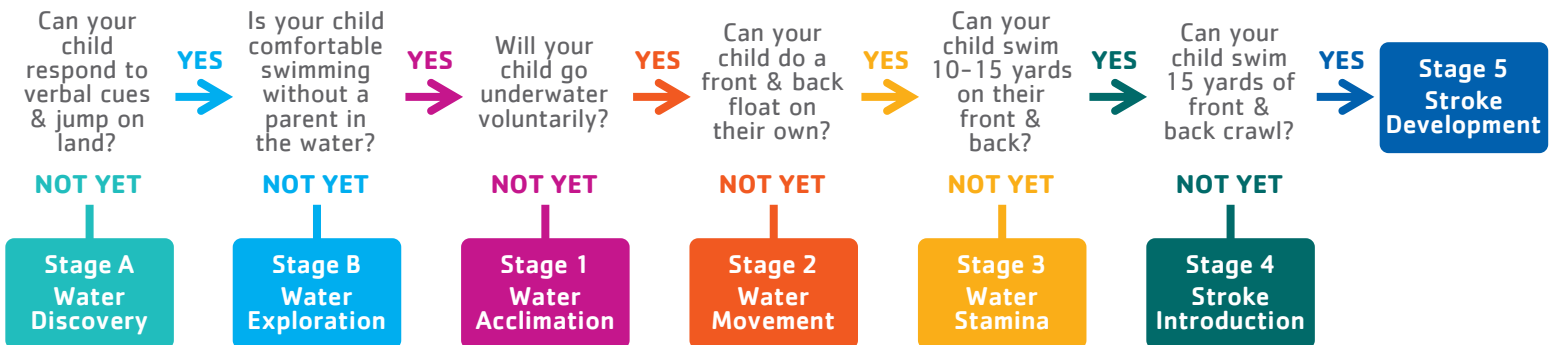 Can your
child
respond to
verbal cues
& jump on
land?
YES
Is your child
comfortable
swimming
without a
parent in
the water?
YES
Will your
child go
underwater
voluntarily?
YES
Can your
child do a
front & back
float on
their own?
YES
Can your
child swim
10-15 yards
on their
front &
back?
YES
Can your
child swim
15 yards of
front &
back crawl?
YES
Stage 5
Stroke
Development
NOT YET
NOT YET
NOT YET
NOT YET
NOT YET
NOT YET
Stage A
Water
Discovery
Stage B
Water
Exploration
Stage 1
Water
Acclimation
Stage 2
Water
Movement
Stage 3
Water
Stamina
Stage 4
Stroke
Introduction